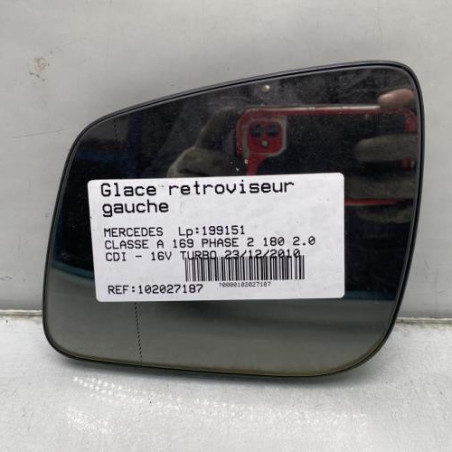 Glace retroviseur
gauche
MERCEDES Lp:199151
CLASSE A 169 PHASE 2 180 2.0
CDI - 16V TURBO 23/12/2010
REF:102027187
70000102027187